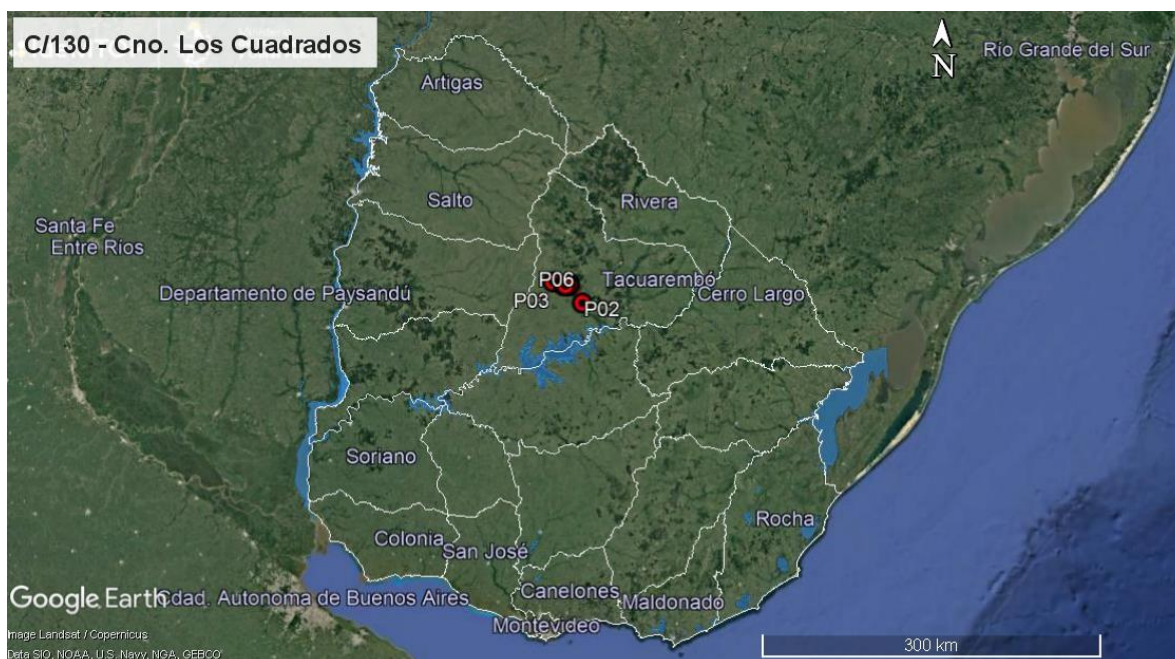 C/130 - Cno. Los Cuadrados
N
Río Grande del Sur
Artigas
Salto
Rivera
Santa Fe
Entre Ríos
P06
Tacuarembó
Departamento de Paysandú
P03
Cerro Largo
P02
Soriano
Rocha
Colonia
San José
Canelones
Google Earth
Cdad. Autonoma de Buenos Aires
Maldonado
Montevideo
Image Landsat / Copernicus
300 km
Data SIO, NOAA, U.S. Navy, NGA, GEBCO